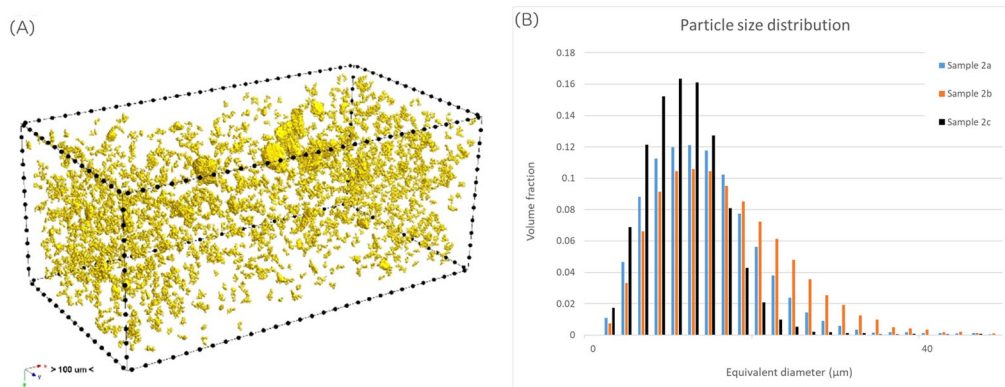 (A)
> 100 um <
x
y
(B)
Particle size distribution
0.18
0.16
0.14
0.12
0.1
0.08
0.06
0.04
0.02
0
Volume fraction
0
40
Equivalent diameter (µm)
Sample 2a
Sample 2b
Sample 2c